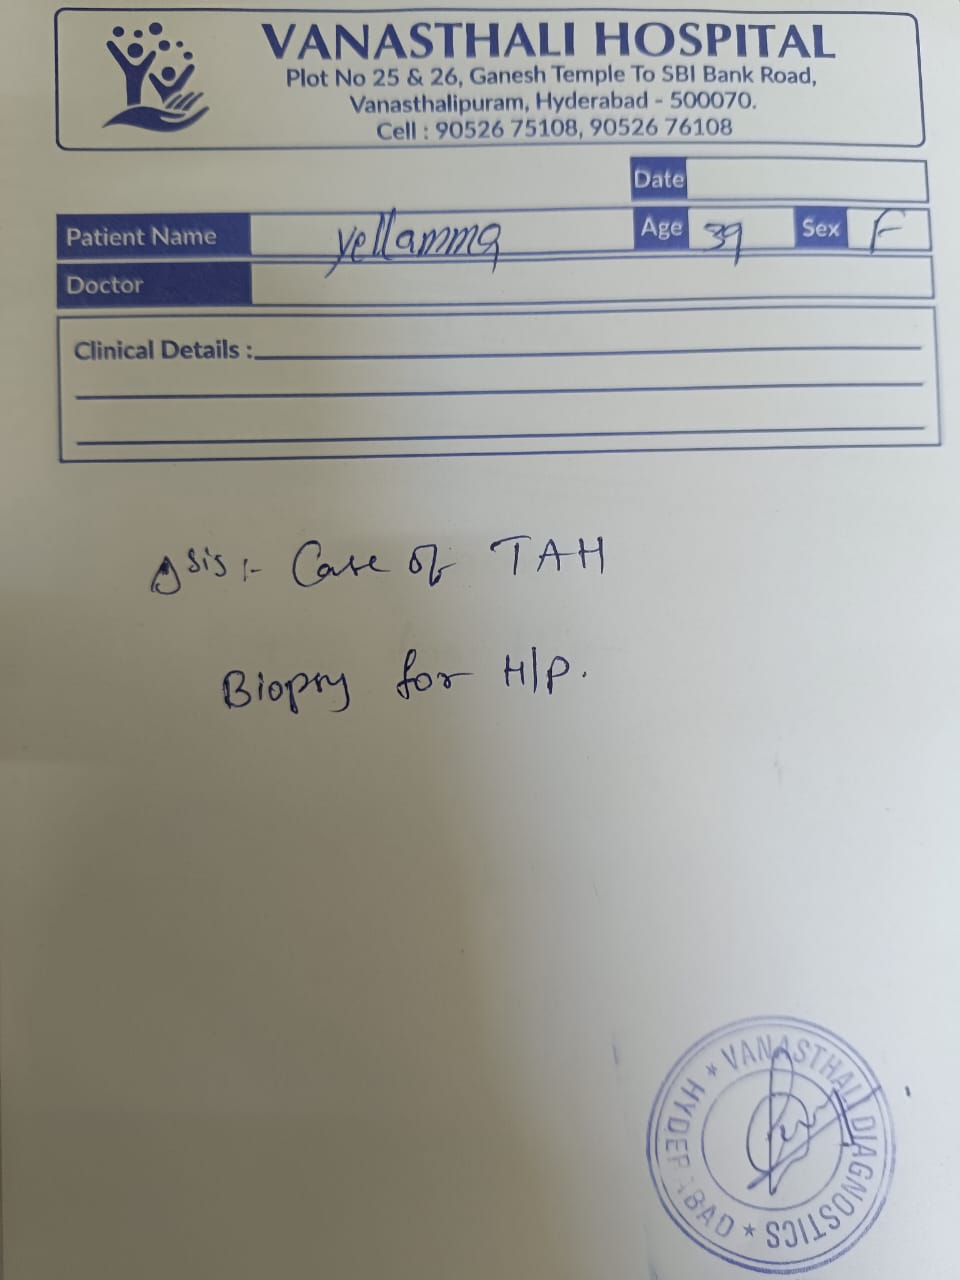 VANASTHALI HOSPITAL
Plot No 25 & 26, Ganesh Temple To SBI Bank Road,
Vanasthalipuram, Hyderabad - 500070.
Cell : 90526 75108, 90526 76108
Date
Patient Name yellamma Age 39 Sex F
Doctor
Clinical Details :
sis :- Case of TAH
Biopsy for H/P.
VANASTHALI DIAGNOSTICS * HYDERABAD *